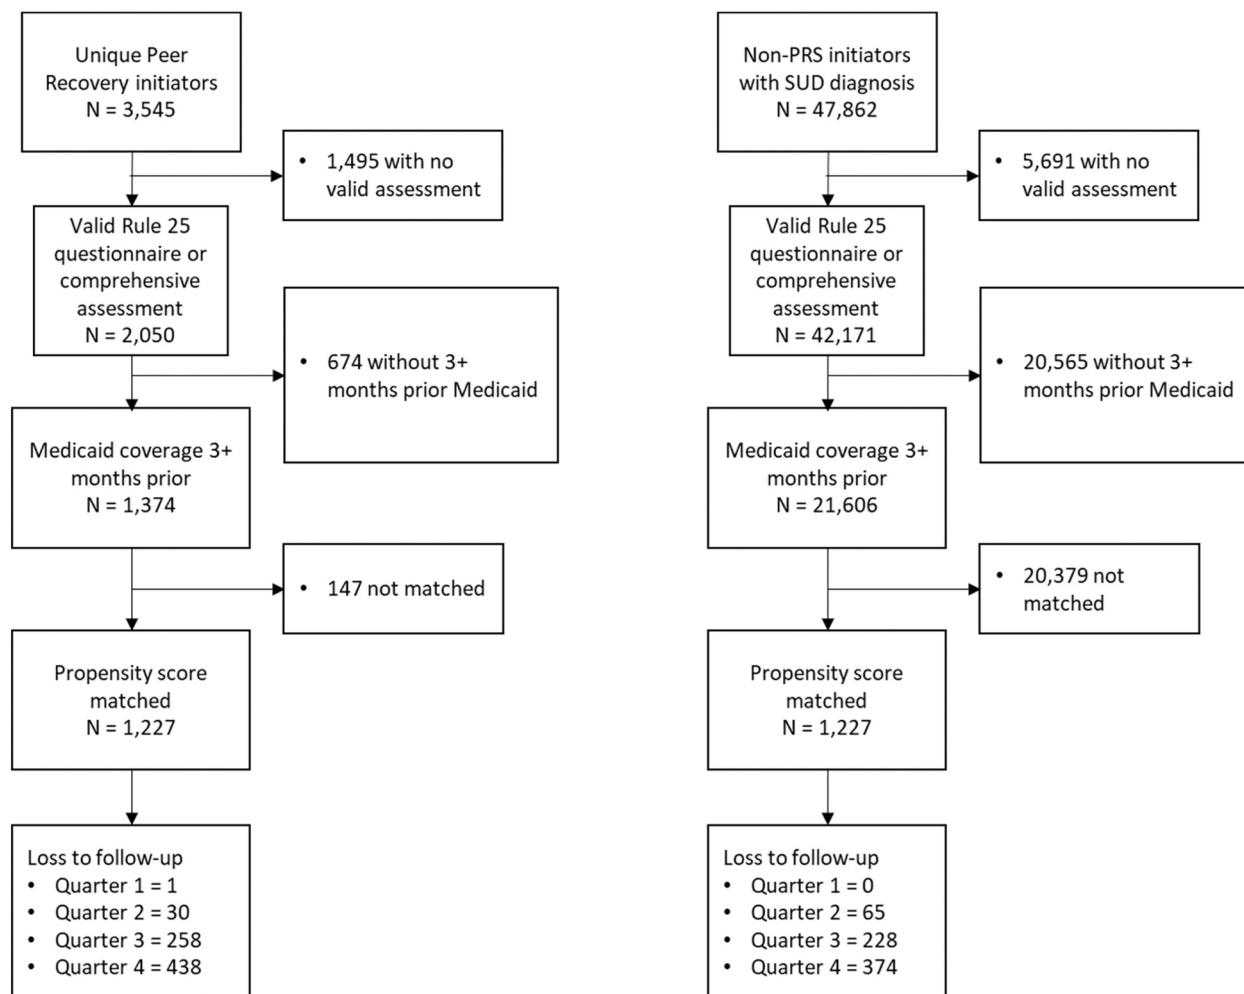 Unique Peer
Recovery initiators
N = 3,545
• 1,495 with no
valid assessment
Valid Rule 25
questionnaire or
comprehensive
assessment
N = 2,050
• 674 without 3+
months prior Medicaid
Medicaid coverage 3+
months prior
N = 1,374
• 147 not matched
Propensity score
matched
N = 1,227
Loss to follow-up
• Quarter 1 = 1
• Quarter 2 = 30
• Quarter 3 = 258
• Quarter 4 = 438
Non-PRS initiators
with SUD diagnosis
N = 47,862
• 5,691 with no
valid assessment
Valid Rule 25
questionnaire or
comprehensive
assessment
N = 42,171
• 20,565 without 3+
months prior Medicaid
Medicaid coverage 3+
months prior
N = 21,606
• 20,379 not
matched
Propensity score
matched
N = 1,227
Loss to follow-up
• Quarter 1 = 0
• Quarter 2 = 65
• Quarter 3 = 228
• Quarter 4 = 374